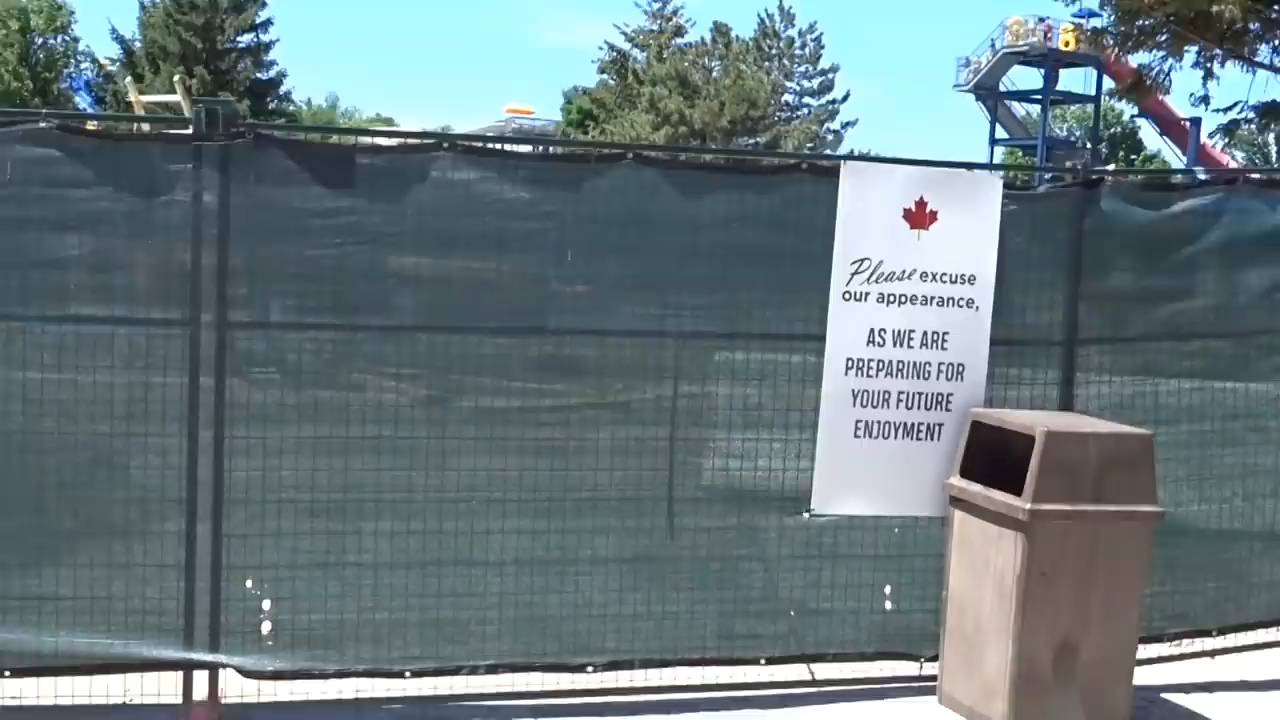 Please excuse
our appearance,
AS WE ARE
PREPARING FOR
YOUR FUTURE
ENJOYMENT